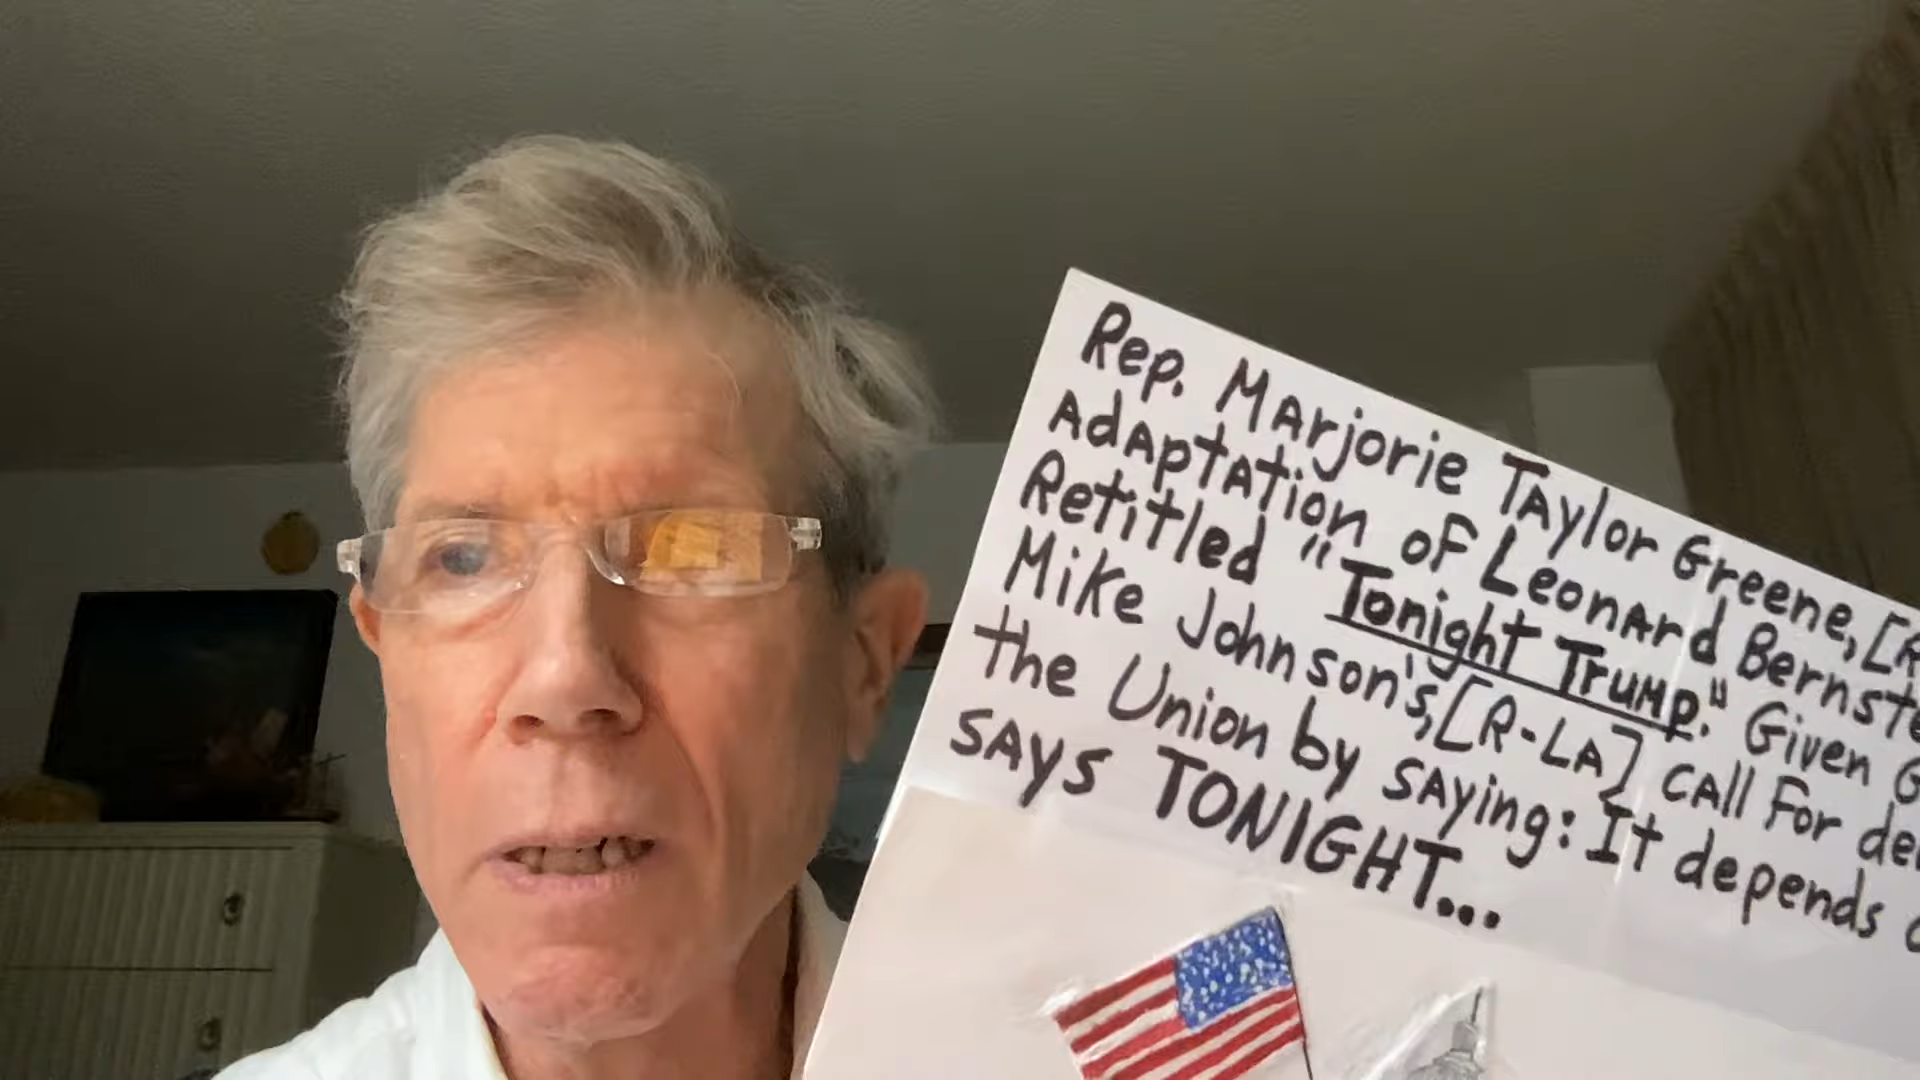 Rep. Marjorie Taylor Greene, [R
Adaptation of Leonard Bernste
Retitled "Tonight Trump." Given G
Mike Johnson's, [R-LA] call for de
the Union by saying: It depends
says TONIGHT...